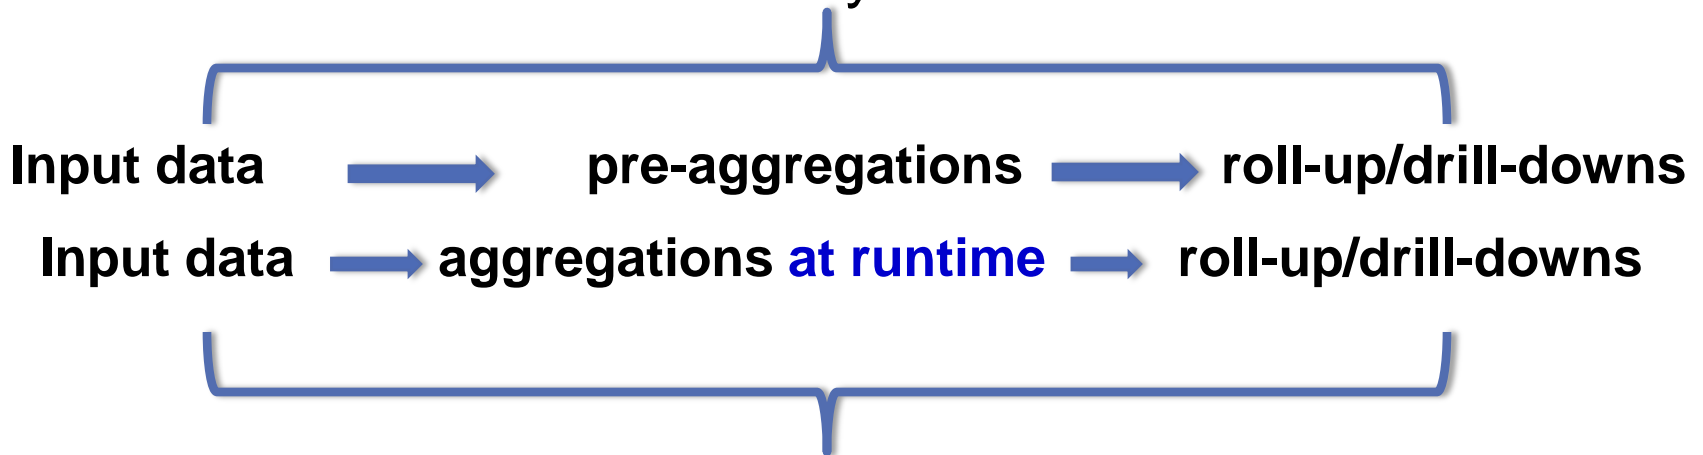 Input data pre-aggregations roll-up/drill-downs
Input data aggregations at runtime roll-up/drill-downs